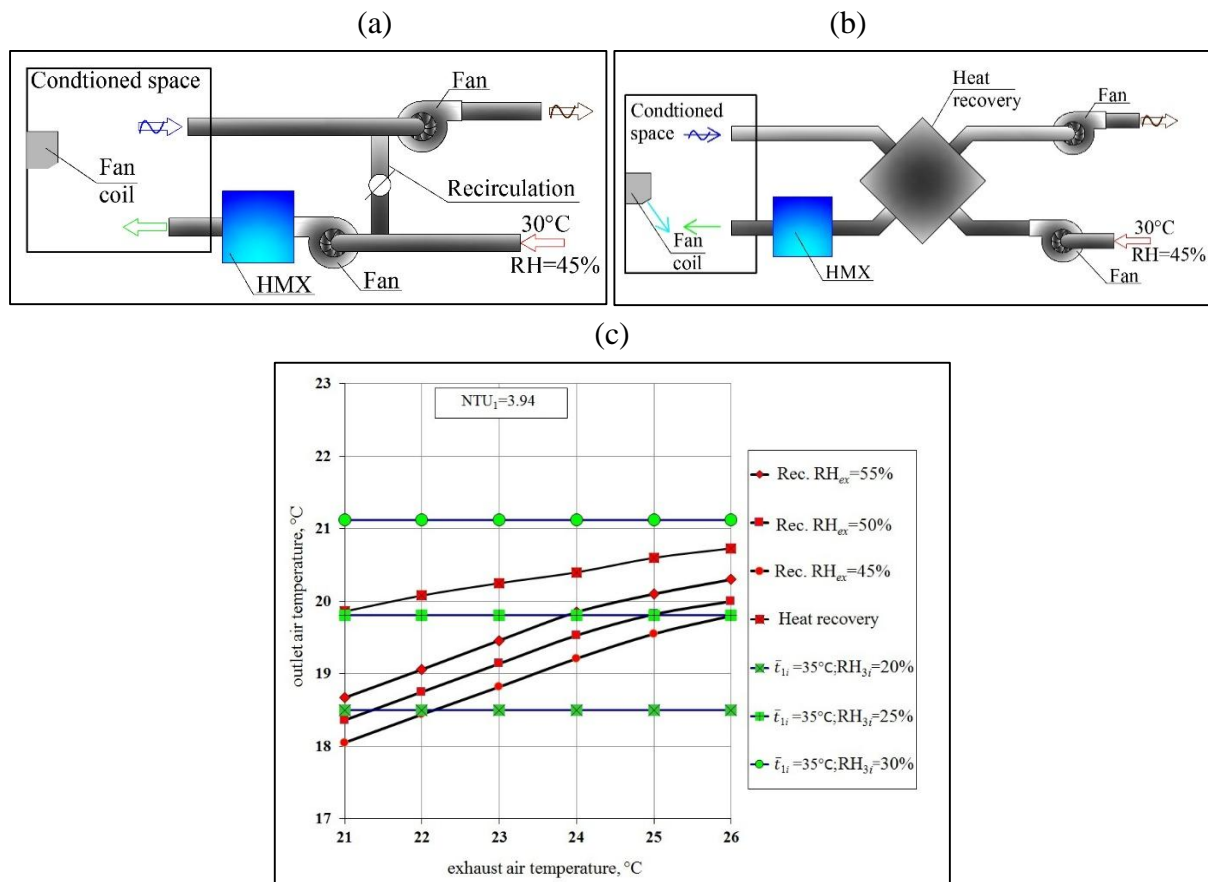 (a)
Condtioned space
Fan
Fan
coil
Recirculation
30°C
RH=45%
HMX
Fan
(b)
Heat
recovery
Condtioned
space
Fan
Fan
coil
HMX
30°C
RH=45%
Fan
(c)
NTU₁=3.94
23
22
21
20
19
18
17
outlet air temperature, °C
21 22 23 24 25 26
exhaust air temperature, °C
Rec. RHₑₓ=55%
Rec. RHₑₓ=50%
Rec. RHₑₓ=45%
Heat recovery
t̄₁ᵢ =35°C;RH₃ᵢ=20%
t̄₁ᵢ =35°C;RH₃ᵢ=25%
t̄₁ᵢ =35°C;RH₃ᵢ=30%